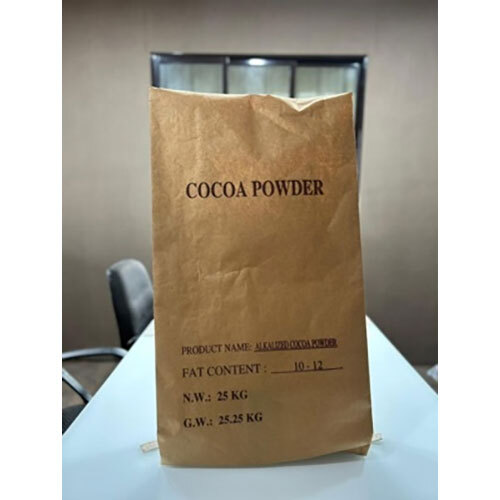 COCOA POWDER
PRODUCT NAME: ALKALIZED COCOA POWDER
FAT CONTENT : 10 - 12
N.W.: 25 KG
G.W.: 25.25 KG